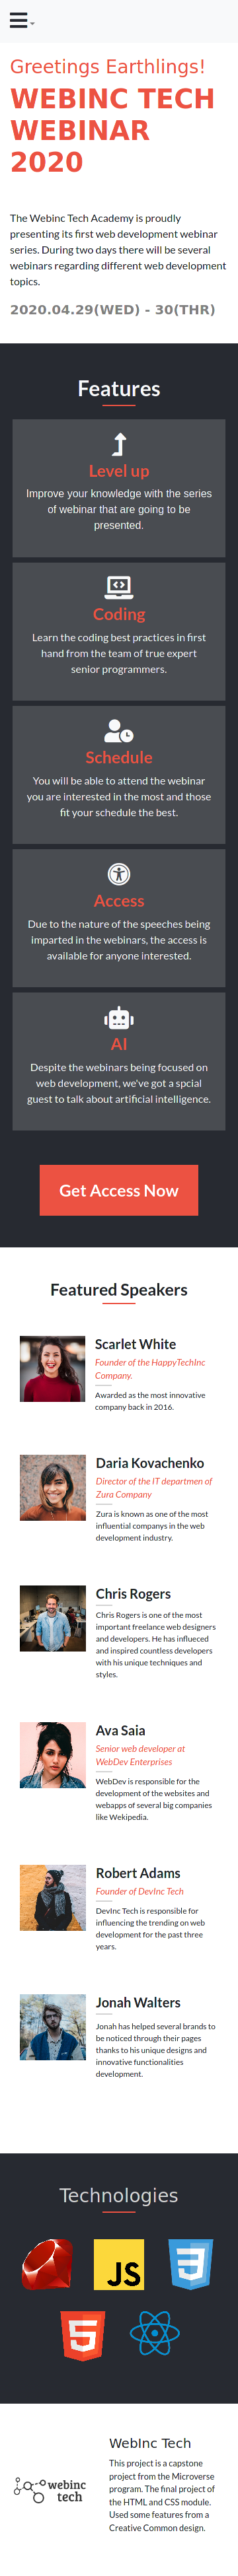 Greetings Earthlings!
WEBINC TECH
WEBINAR
2020
The Webinc Tech Academy is proudly
presenting its first web development webinar
series. During two days there will be several
webinars regarding different web development
topics.
2020.04.29(WED) - 30(THR)
Features
Level up
Improve your knowledge with the series
of webinar that are going to be
presented.
Coding
Learn the coding best practices in first
hand from the team of true expert
senior programmers.
Schedule
You will be able to attend the webinar
you are interested in the most and those
fit your schedule the best.
Access
Due to the nature of the speeches being
imparted in the webinars, the access is
available for anyone interested.
AI
Despite the webinars being focused on
web development, we've got a spcial
guest to talk about artificial intelligence.
Get Access Now
Featured Speakers
Scarlet White
Founder of the HappyTechInc
Company.
Awarded as the most innovative
company back in 2016.
Daria Kovachenko
Director of the IT departmen of
Zura Company
Zura is known as one of the most
influential companys in the web
development industry.
Chris Rogers
Chris Rogers is one of the most
important freelance web designers
and developers. He has influeced
and inspired countless developers
with his unique techniques and
styles.
Ava Saia
Senior web developer at
WebDev Enterprises
WebDev is responsible for the
development of the websites and
webapps of several big companies
like Wekipedia.
Robert Adams
Founder of DevInc Tech
DevInc Tech is responsible for
influencing the trending on web
development for the past three
years.
Jonah Walters
Jonah has helped several brands to
be noticed through their pages
thanks to his unique designs and
innovative functionalities
development.
Technologies
JS
3
5
webinc
tech
WebInc Tech
This project is a capstone
project from the Microverse
program. The final project of
the HTML and CSS module.
Used some features from a
Creative Common design.